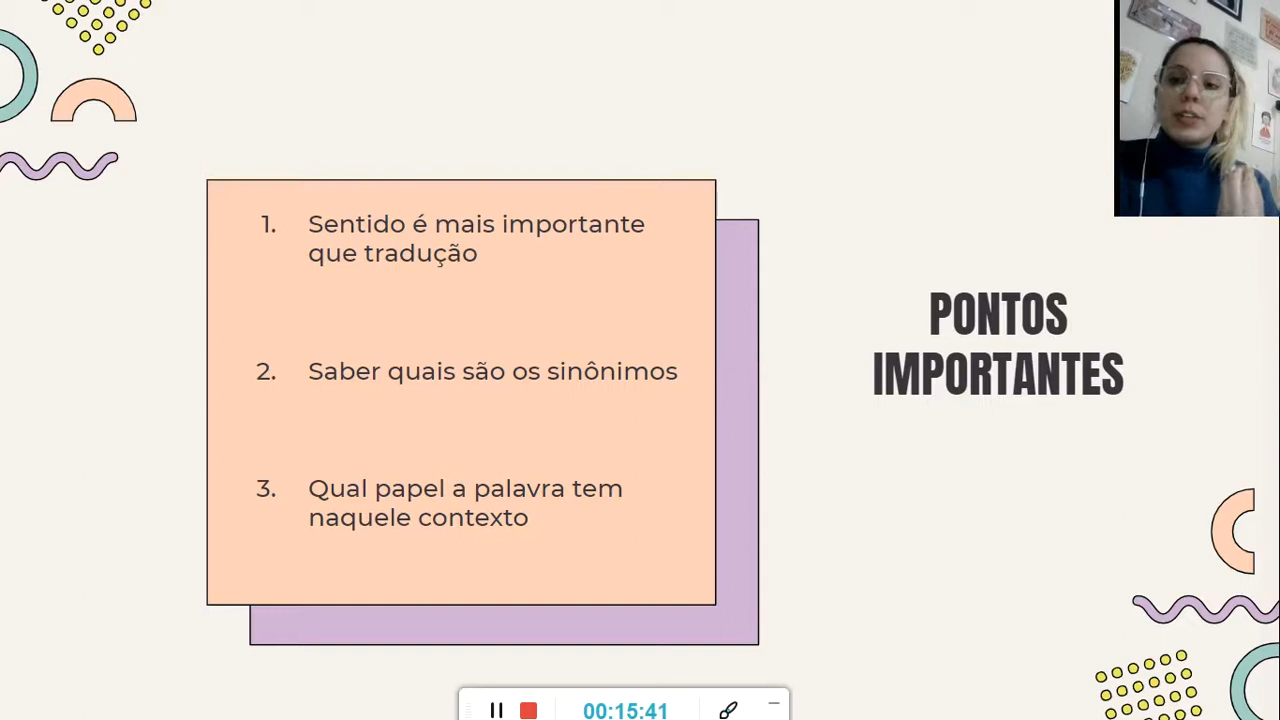 1. Sentido é mais importante
que tradução
2. Saber quais são os sinônimos
3. Qual papel a palavra tem
naquele contexto
PONTOS
IMPORTANTES
00:15:41